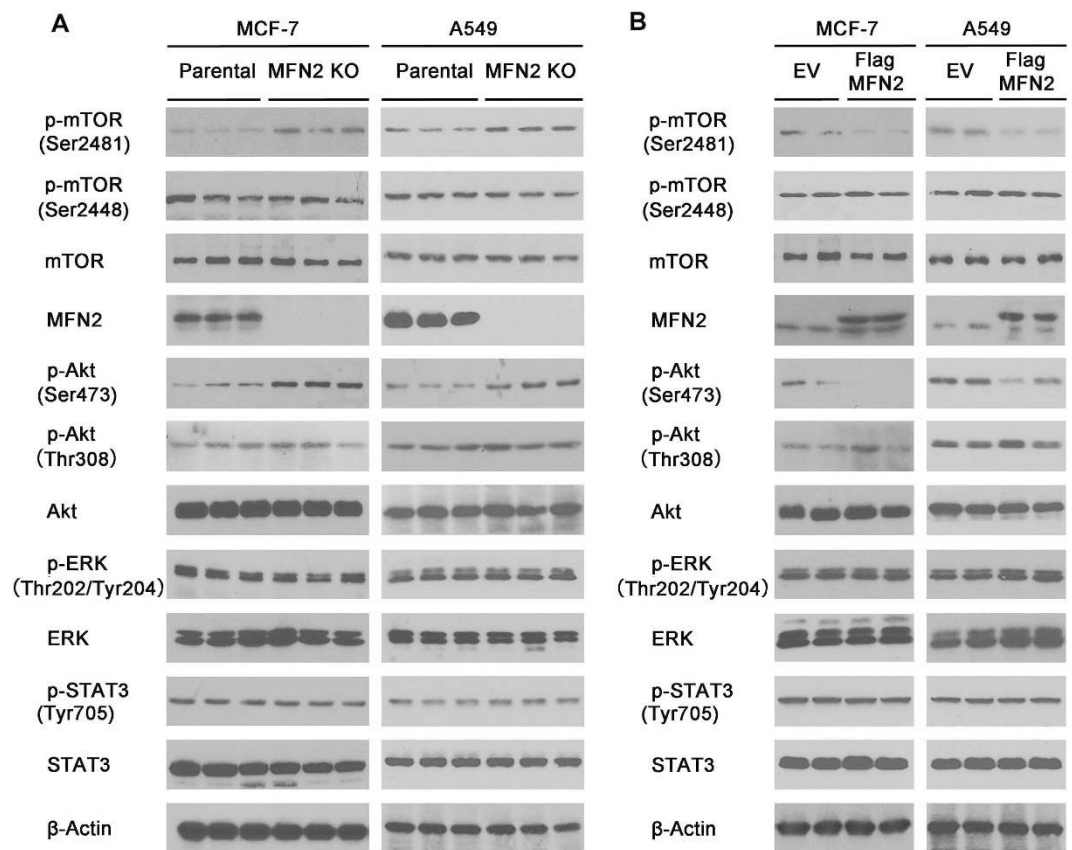 A
MCF-7
A549
Parental MFN2 KO
Parental MFN2 KO
p-mTOR
(Ser2481)
p-mTOR
(Ser2448)
mTOR
MFN2
p-Akt
(Ser473)
p-Akt
(Thr308)
Akt
p-ERK
(Thr202/Tyr204)
ERK
p-STAT3
(Tyr705)
STAT3
β-Actin
B
MCF-7
A549
EV
Flag
MFN2
EV
Flag
MFN2
p-mTOR
(Ser2481)
p-mTOR
(Ser2448)
mTOR
MFN2
p-Akt
(Ser473)
p-Akt
(Thr308)
Akt
p-ERK
(Thr202/Tyr204)
ERK
p-STAT3
(Tyr705)
STAT3
β-Actin